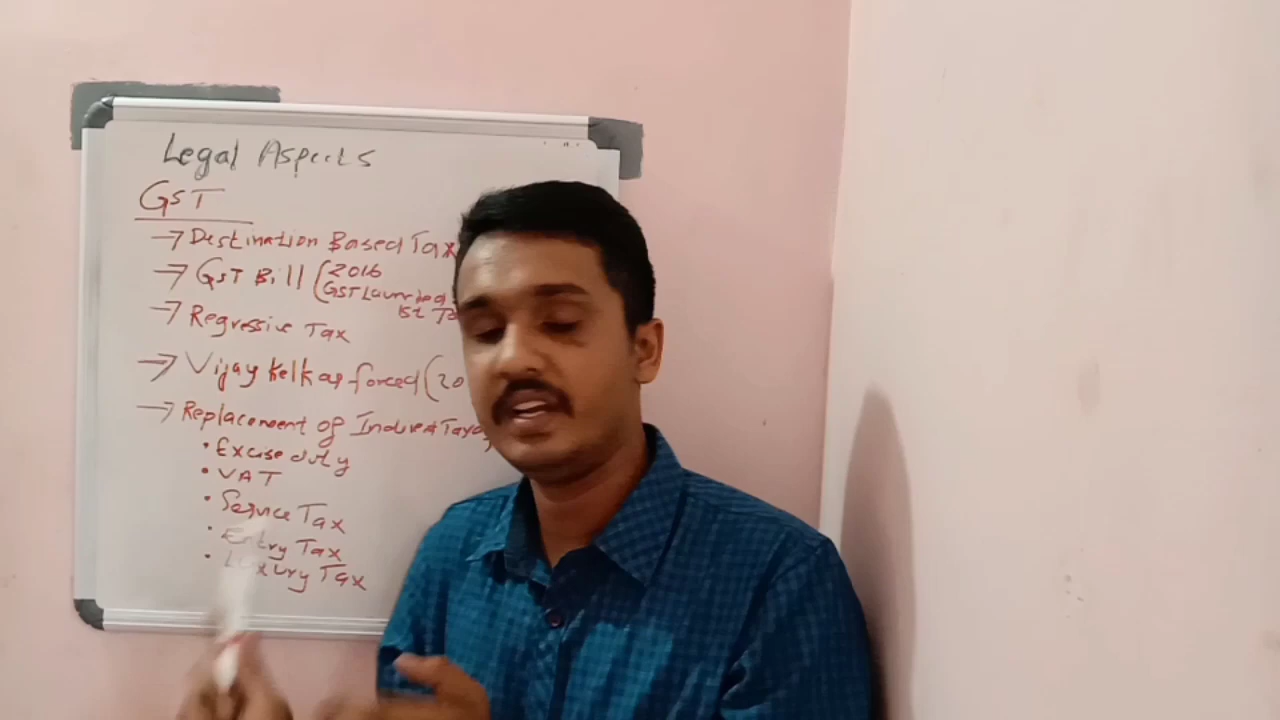 Legal Aspects
GST
→ Destination Based Tax
→ GST Bill (2016
GST Launched
1st
→ Regressive Tax
→ Vijay Kelkar forced (20
→ Replacement of Indirect Taxes
• Excise duty
• VAT
• Service Tax
• Entry Tax
• Luxury Tax